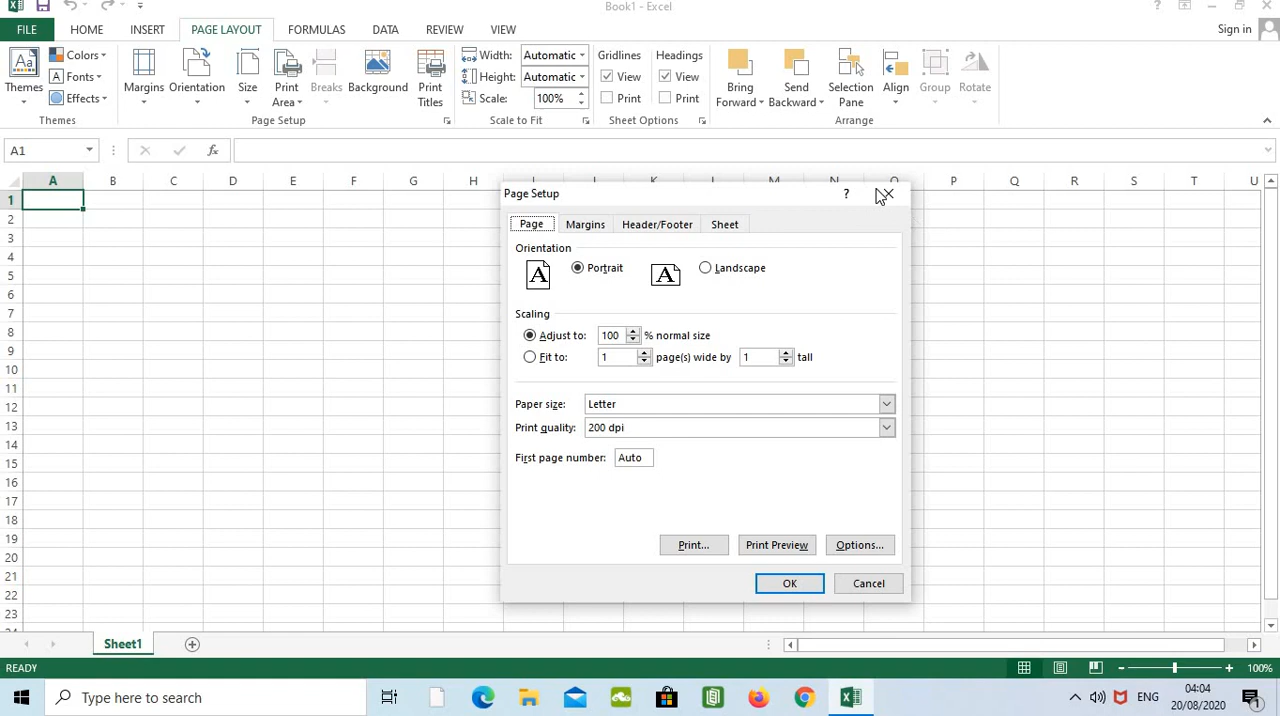 Book1 - Excel
?
FILE HOME INSERT PAGE LAYOUT FORMULAS DATA REVIEW VIEW Sign in
Aa
Themes
Colors
Fonts
Effects
Margins
Orientation
Size
Print
Area
Breaks
Background
Print
Titles
Width: Automatic
Height: Automatic
Scale: 100%
Gridlines
View
Print
Headings
View
Print
Bring
Forward
Send
Backward
Selection
Pane
Align
Group
Rotate
Themes Page Setup Scale to Fit Sheet Options Arrange
A1 fx
A B C D E F G H P Q R S T U
1
2
3
4
5
6
7
8
9
10
11
12
13
14
15
16
17
18
19
20
21
22
23
Page Setup ?
Page Margins Header/Footer Sheet
Orientation
A Portrait A Landscape
Scaling
Adjust to: 100 % normal size
Fit to: 1 page(s) wide by 1 tall
Paper size: Letter
Print quality: 200 dpi
First page number: Auto
Print... Print Preview Options...
OK Cancel
Sheet1
READY 100%
Type here to search
ENG
04:04
20/08/2020
1